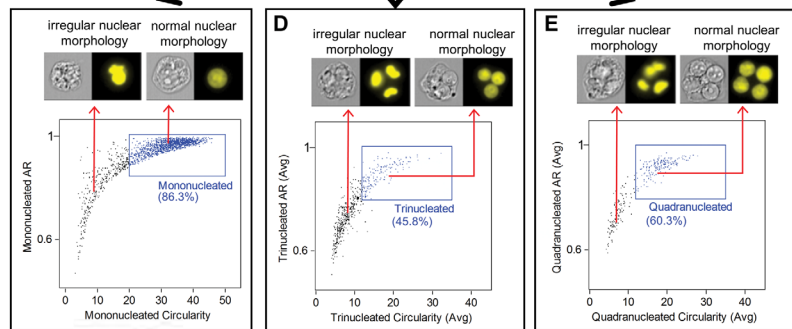 irregular nuclear normal nuclear
morphology morphology
1
0.6
Mononucleated AR
Mononucleated
(86.3%)
0 10 20 30 40 50
Mononucleated Circularity
D
irregular nuclear normal nuclear
morphology morphology
1
0.6
Trinucleated AR (Avg)
Trinucleated
(45.8%)
0 10 20 30 40
Trinucleated Circularity (Avg)
E
irregular nuclear normal nuclear
morphology morphology
1
0.6
Quadranucleated AR (Avg)
Quadranucleated
(60.3%)
0 10 20 30 40
Quadranucleated Circularity (Avg)